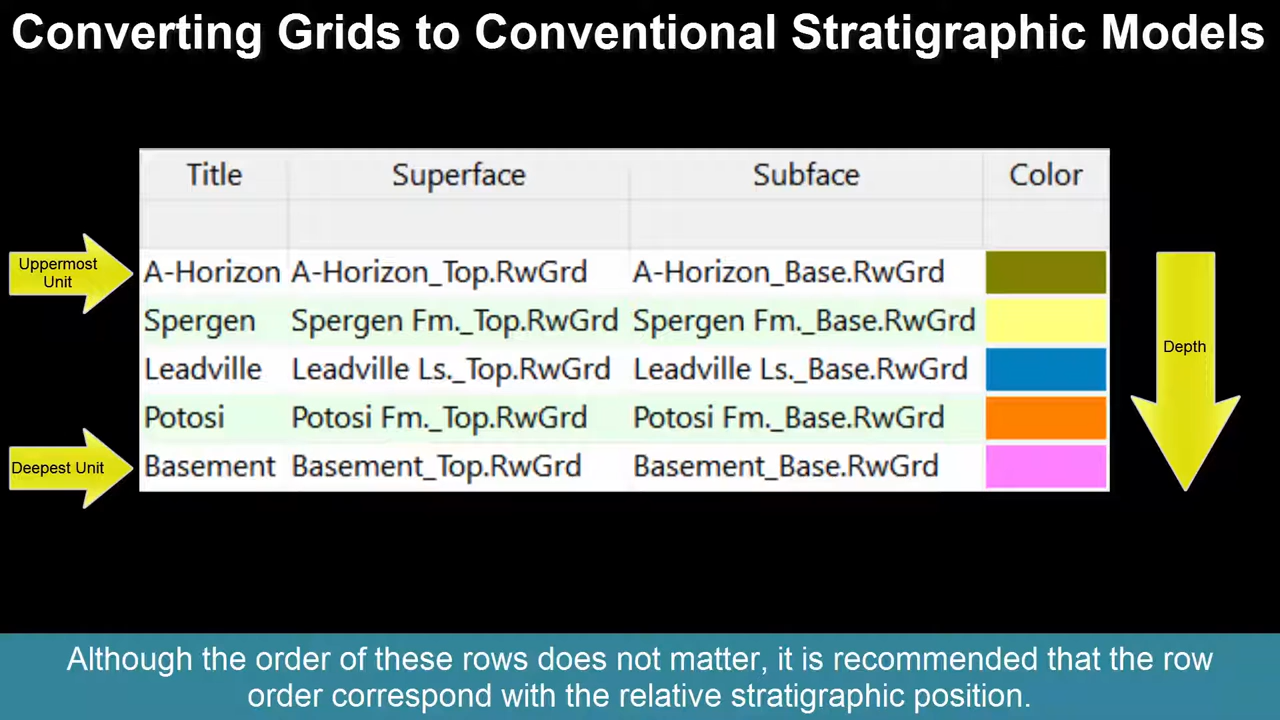 Converting Grids to Conventional Stratigraphic Models
Title Superface Subface Color
Uppermost
Unit
A-Horizon A-Horizon_Top.RwGrd A-Horizon_Base.RwGrd
Spergen Spergen Fm._Top.RwGrd Spergen Fm._Base.RwGrd
Depth
Leadville Leadville Ls._Top.RwGrd Leadville Ls._Base.RwGrd
Potosi Potosi Fm._Top.RwGrd Potosi Fm._Base.RwGrd
Deepest Unit
Basement Basement_Top.RwGrd Basement_Base.RwGrd
Although the order of these rows does not matter, it is recommended that the row
order correspond with the relative stratigraphic position.